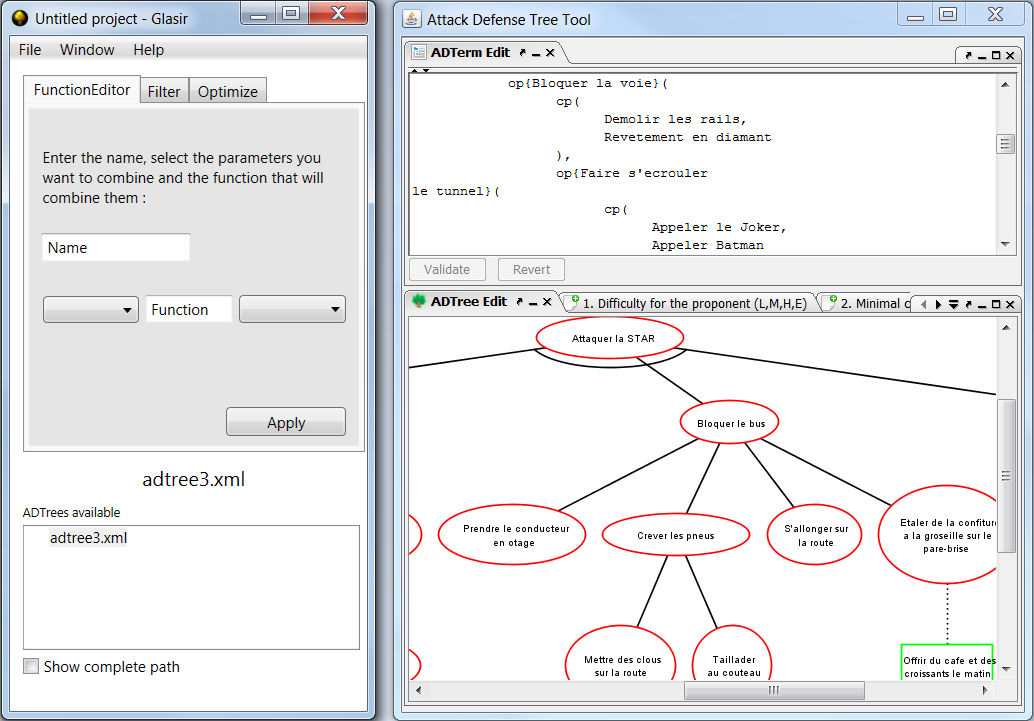 Untitled project - Glasir
File Window Help
FunctionEditor Filter Optimize
Enter the name, select the parameters you
want to combine and the function that will
combine them :
Name
Function
Apply
adtree3.xml
ADTrees available
adtree3.xml
Show complete path
Attack Defense Tree Tool
ADTerm Edit
op{Bloquer la voie}(
cp(
Demolir les rails,
Revetement en diamant
),
op{Faire s'ecrouler
le tunnel}(
cp(
Appeler le Joker,
Appeler Batman
Validate Revert
ADTree Edit 1. Difficulty for the proponent (L,M,H,E) 2. Minimal c
Attaquer la STAR
Bloquer le bus
Prendre le conducteur
en otage
Crever les pneus
S'allonger sur
la route
Etaler de la confiture
a la groseille sur le
pare-brise
Mettre des clous
sur la route
Taillader
au couteau
Offrir du cafe et des
croissants le matin